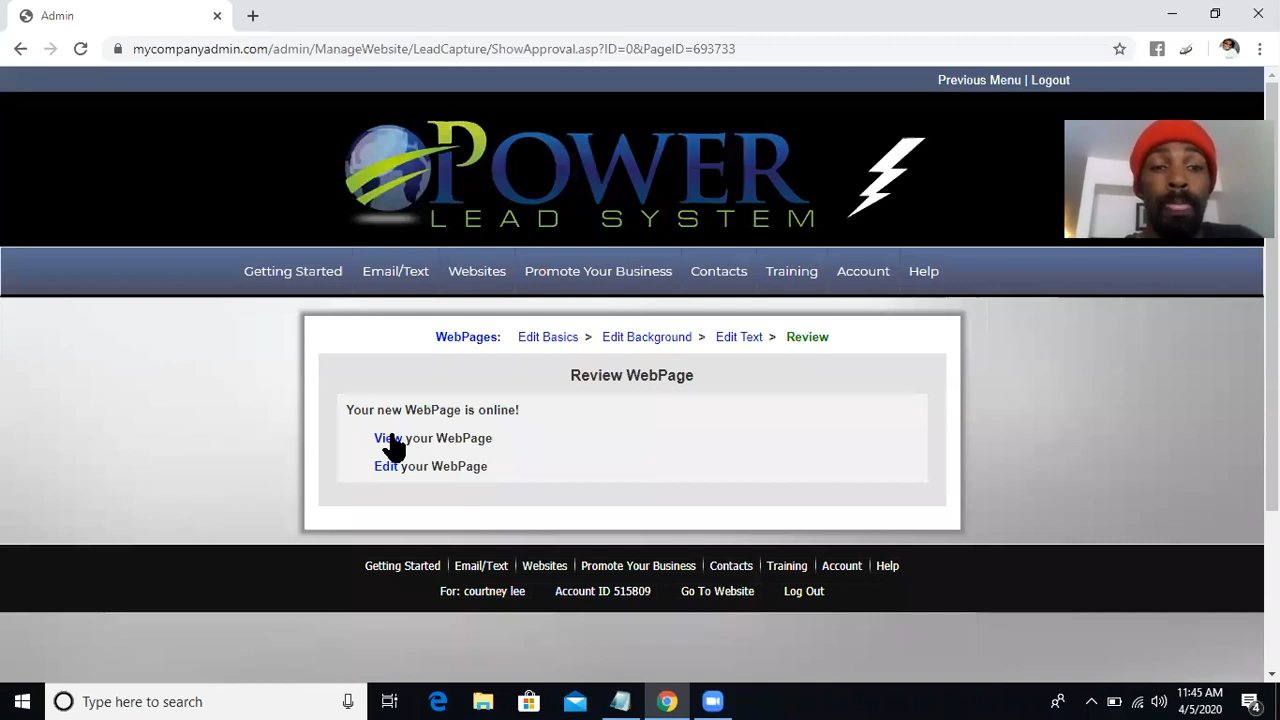 Admin
mycompanyadmin.com/admin/ManageWebsite/LeadCapture/ShowApproval.asp?ID=0&PageID=693733
Previous Menu | Logout
POWER
LEAD SYSTEM
Getting Started Email/Text Websites Promote Your Business Contacts Training Account Help
WebPages: Edit Basics > Edit Background > Edit Text > Review
Review WebPage
Your new WebPage is online!
View your WebPage
Edit your WebPage
Getting Started | Email/Text | Websites | Promote Your Business | Contacts | Training | Account | Help
For: courtney lee Account ID 515809 Go To Website Log Out
Type here to search
11:45 AM
4/5/2020
4